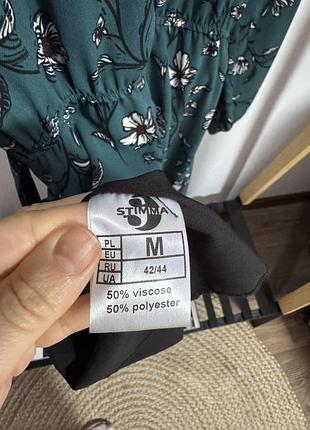 STIMMA
PL
EU M
RU
UA 42/44
50% viscose
50% polyester